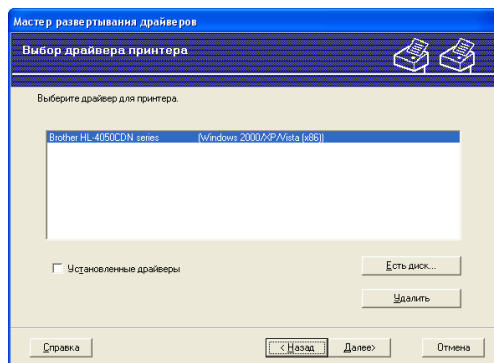 Мастер развертывания драйверов
Выбор драйвера принтера
Выберите драйвер для принтера.
Brother HL-4050CDN series (Windows 2000/XP/Vista (x86))
Установленные драйверы
Есть диск...
Удалить
Справка < Назад Далее> Отмена